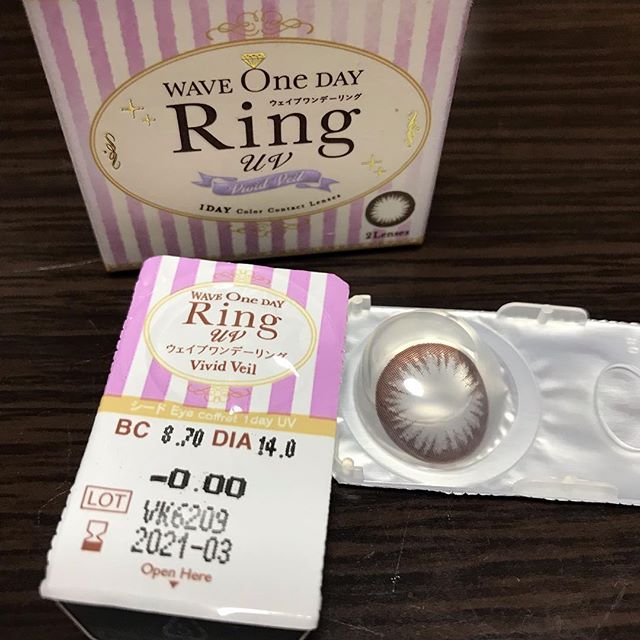 WAVE One DAY
ウェイブワンデーリング
Ring
UV
Vivid Veil
1DAY Color Contact Lenses
2Lenses
WAVE One DAY
Ring
UV
ウェイブワンデーリング
Vivid Veil
シード Eye coffret 1day UV
BC 8.70 DIA 14.0
-0.00
LOT VK6209
2021-03
Open Here